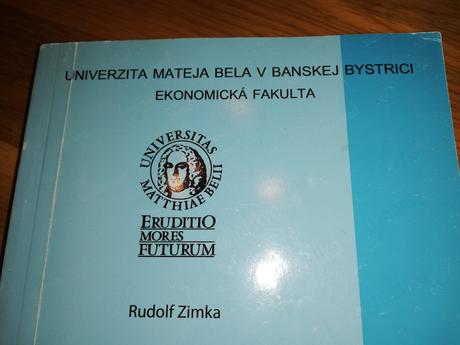 UNIVERZITA MATEJA BELA V BANSKEJ BYSTRICI
EKONOMICKÁ FAKULTA
UNIVERSITAS
MATTHIAE BELII
ERUDITIO
MORES
FUTURUM
Rudolf Zimka